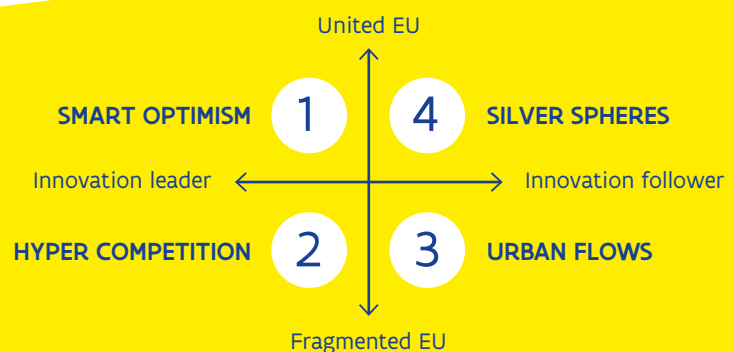 United EU
SMART OPTIMISM 1 4 SILVER SPHERES
Innovation leader Innovation follower
HYPER COMPETITION 2 3 URBAN FLOWS
Fragmented EU